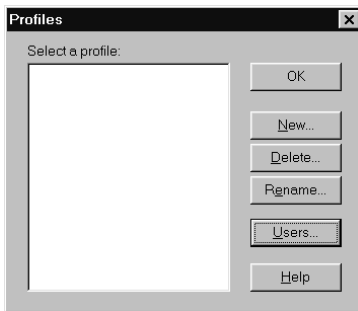 Profiles
Select a profile:
OK
New...
Delete...
Rename...
Users...
Help